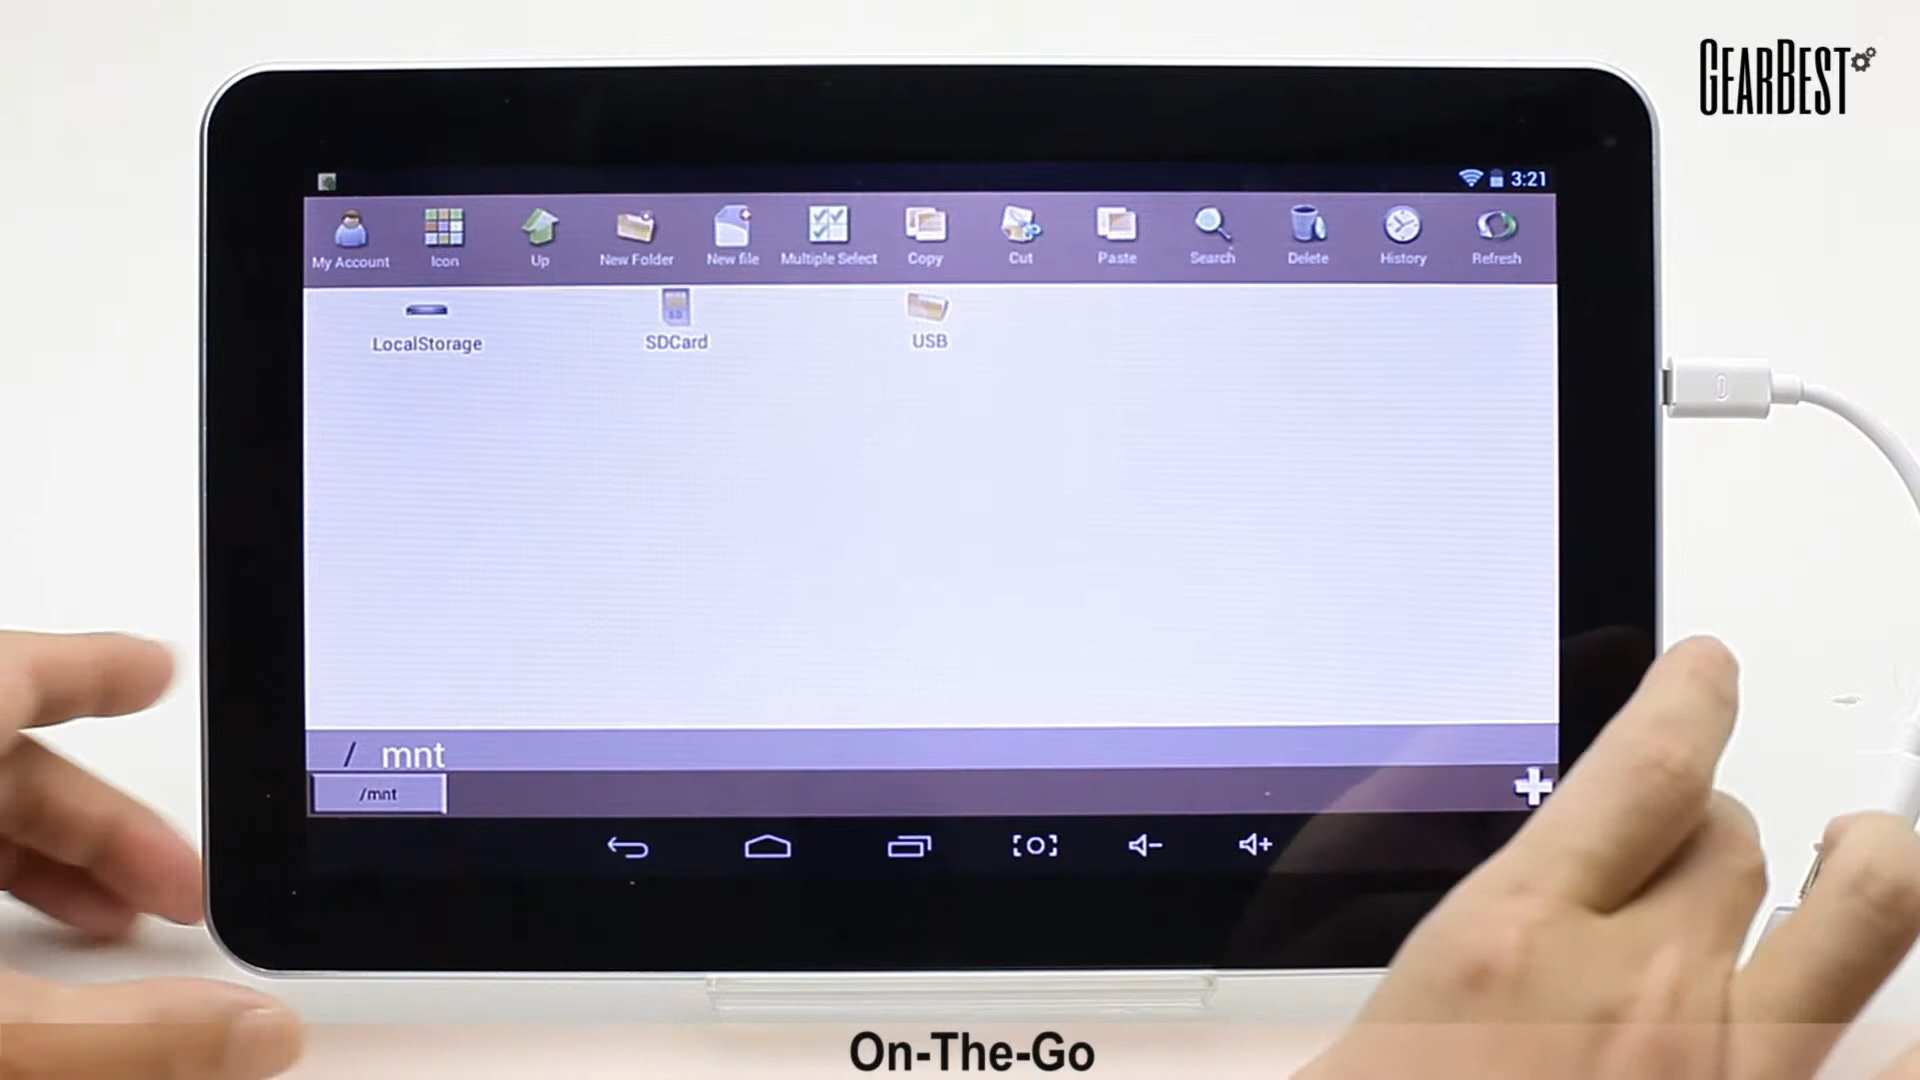 GEARBEST
3:21
My Account
Icon
Up
New Folder
New file
Multiple Select
Copy
Cut
Paste
Search
Delete
History
Refresh
LocalStorage
SD
SDCard
USB
/ mnt
/mnt
On-The-Go